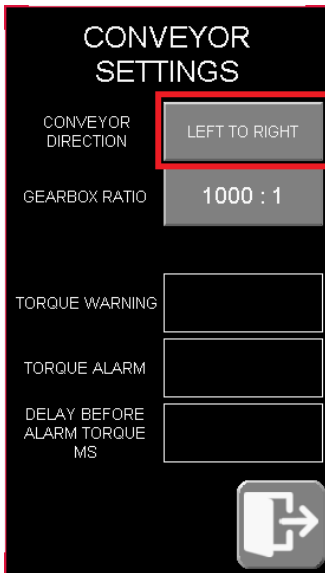 CONVEYOR
SETTINGS
CONVEYOR
DIRECTION
LEFT TO RIGHT
GEARBOX RATIO
1000 : 1
TORQUE WARNING
TORQUE ALARM
DELAY BEFORE
ALARM TORQUE
MS